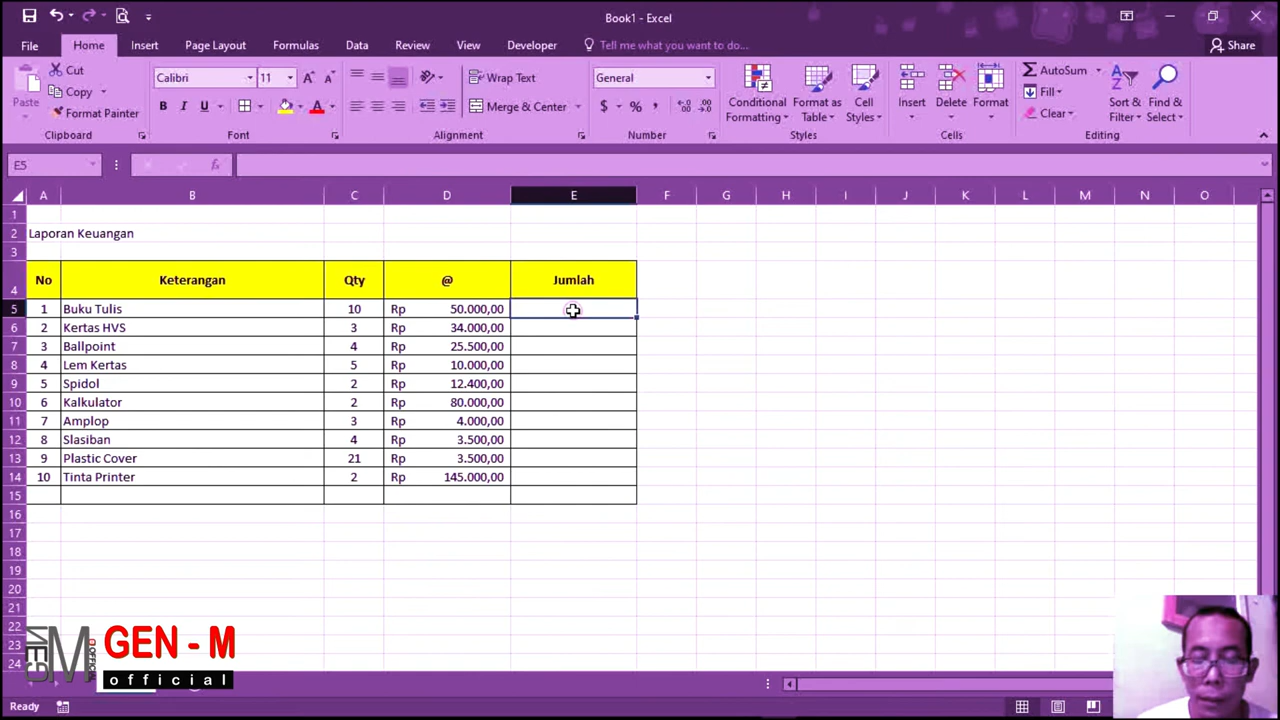 Book1 - Excel
File Home Insert Page Layout Formulas Data Review View Developer Tell me what you want to do... Share
Paste Cut Copy Format Painter Clipboard
Calibri 11 B I U A Font
Wrap Text Merge & Center Alignment
General $ % Number
Conditional Formatting Format as Table Cell Styles Styles
Insert Delete Format Cells
AutoSum Fill Clear Sort & Filter Find & Select Editing
E5 fx
A B C D E F G H I J K L M N O
1
2 Laporan Keuangan
3
4 No Keterangan Qty @ Jumlah
5 1 Buku Tulis 10 Rp 50.000,00
6 2 Kertas HVS 3 Rp 34.000,00
7 3 Ballpoint 4 Rp 25.500,00
8 4 Lem Kertas 5 Rp 10.000,00
9 5 Spidol 2 Rp 12.400,00
10 6 Kalkulator 2 Rp 80.000,00
11 7 Amplop 3 Rp 4.000,00
12 8 Slasiban 4 Rp 3.500,00
13 9 Plastic Cover 21 Rp 3.500,00
14 10 Tinta Printer 2 Rp 145.000,00
15
16
17
18
19
20
21
22
23
24
GEN - M
official
Ready